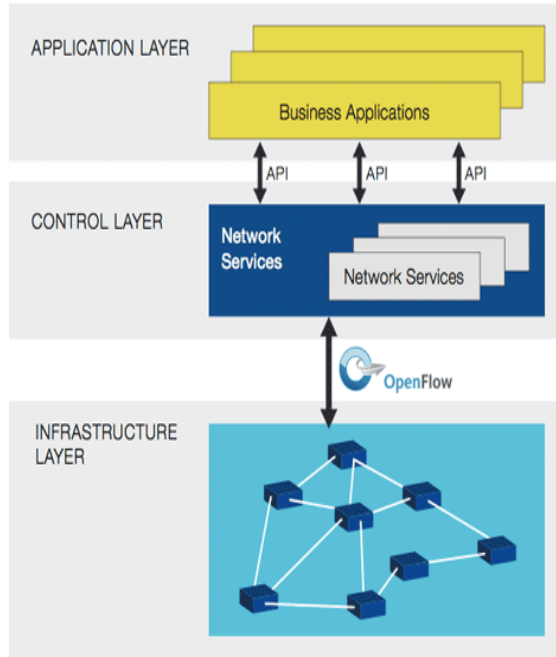 APPLICATION LAYER
Business Applications
API
API
API
CONTROL LAYER
Network
Services
Network Services
OpenFlow
INFRASTRUCTURE
LAYER